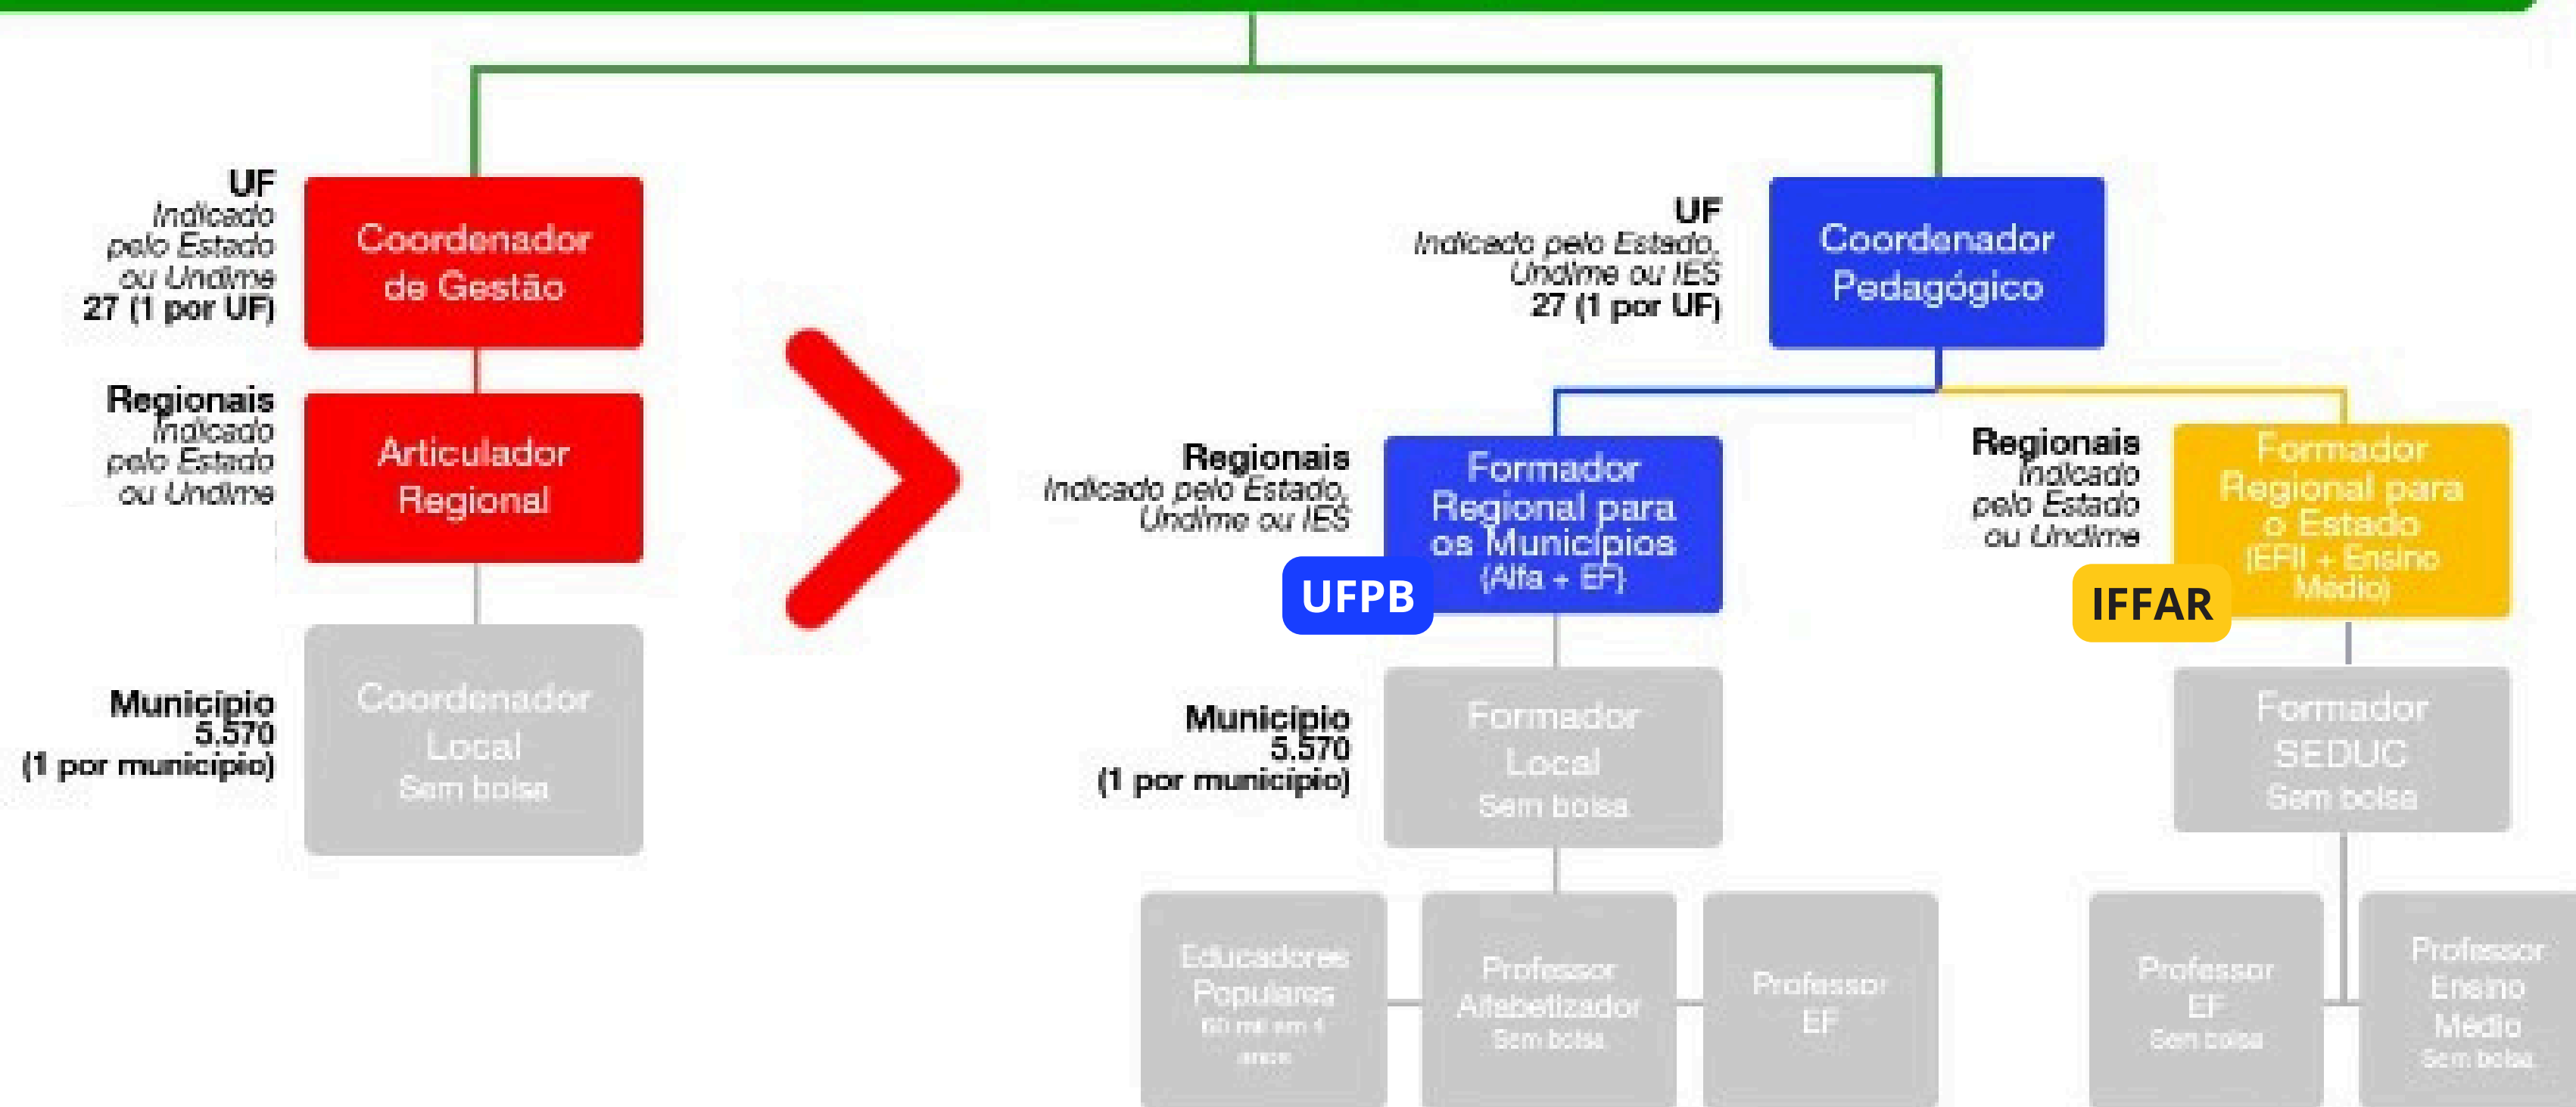 UF
Indicado
pelo Estado
ou Undime
27 (1 por UF)
Coordenador
de Gestão
Regionais
Indicado
pelo Estado
ou Undime
Articulador
Regional
Município
5.570
(1 por município)
Coordenador
Local
Sem bolsa
UF
Indicado pelo Estado,
Undime ou IES
27 (1 por UF)
Coordenador
Pedagógico
Regionais
Indicado pelo Estado,
Undime ou IES
Formador
Regional para
os Municípios
(Alfa + EF)
UFPB
Regionais
Indicado
pelo Estado
ou Undime
Formador
Regional para
o Estado
(EFII + Ensino
Médio)
IFFAR
Município
5.570
(1 por município)
Formador
Local
Sem bolsa
Formador
SEDUC
Sem bolsa
Educadores
Populares
60 mil em 4
anos
Professor
Alfabetizador
Sem bolsa
Professor
EF
Professor
EF
Sem bolsa
Professor
Ensino
Médio
Sem bolsa